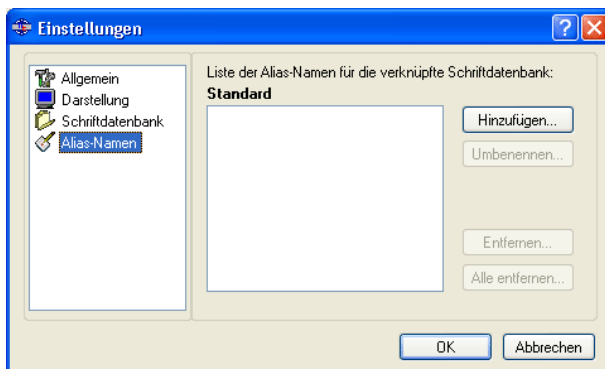 Einstellungen
Allgemein
Darstellung
Schriftdatenbank
Alias-Namen
Liste der Alias-Namen für die verknüpfte Schriftdatenbank:
Standard
Hinzufügen...
Umbenennen...
Entfernen...
Alle entfernen...
OK
Abbrechen